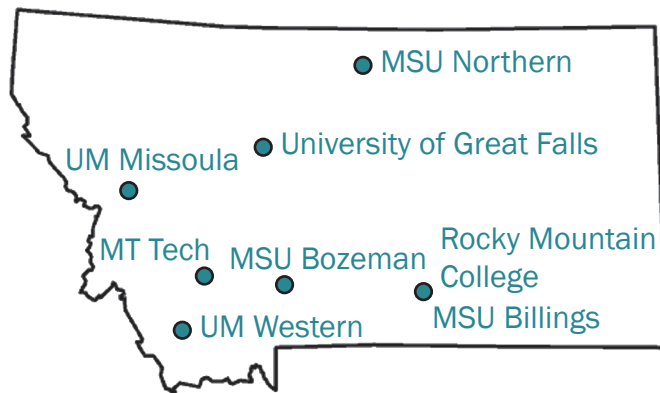 MSU Northern
University of Great Falls
UM Missoula
MT Tech
MSU Bozeman
Rocky Mountain
College
MSU Billings
UM Western